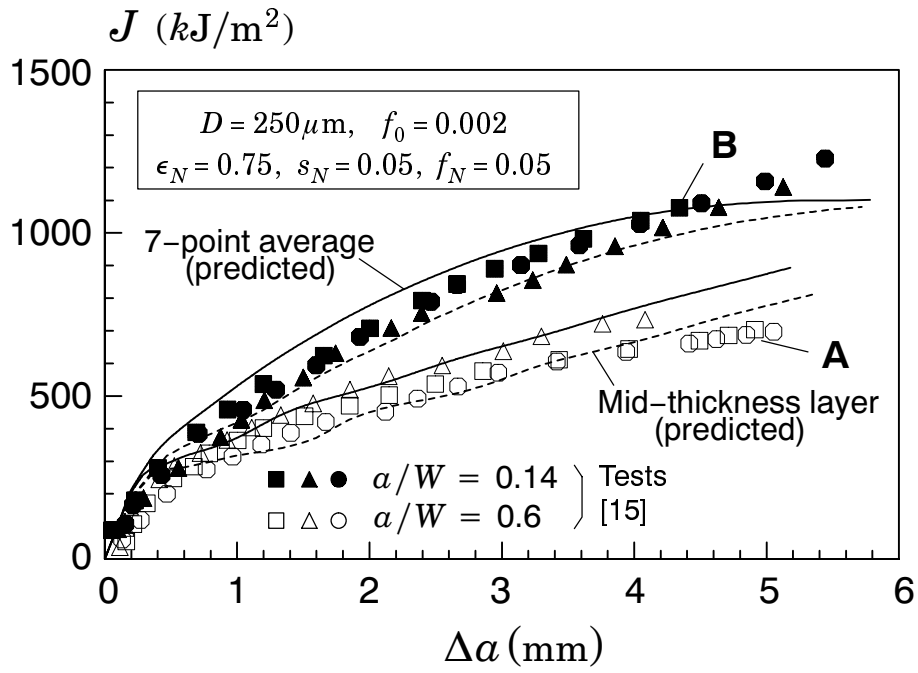 J (kJ/m²)
1500
D = 250μm, f₀ = 0.002
ϵ_N = 0.75, s_N = 0.05, f_N = 0.05
B
1000
7−point average
(predicted)
A
500
Mid−thickness layer
(predicted)
a/W = 0.14
a/W = 0.6
Tests
[15]
0
0 1 2 3 4 5 6
Δa (mm)